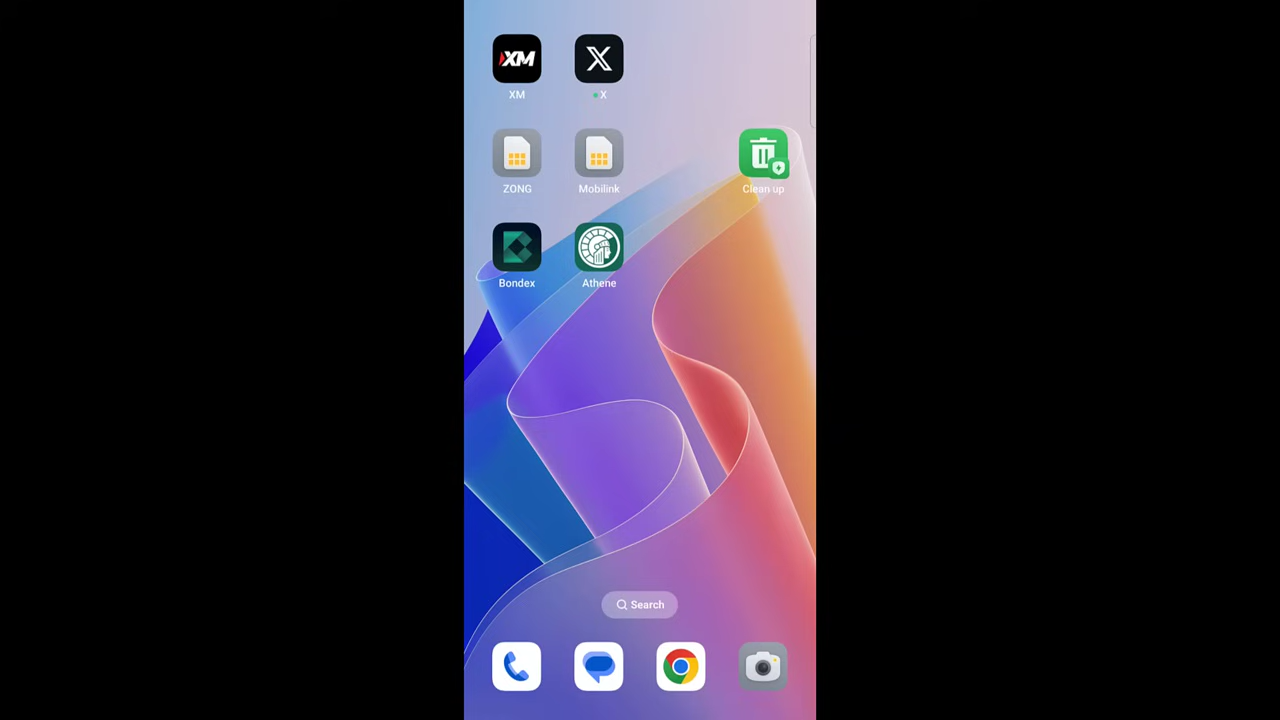 XM
XM
X
ZONG
Mobilink
Clean up
Bondex
Athene
Search